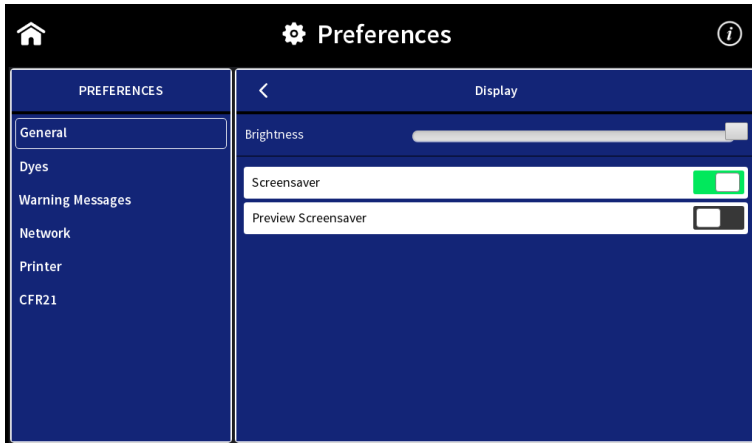 Preferences
i
PREFERENCES
General
Dyes
Warning Messages
Network
Printer
CFR21
Display
Brightness
Screensaver
Preview Screensaver